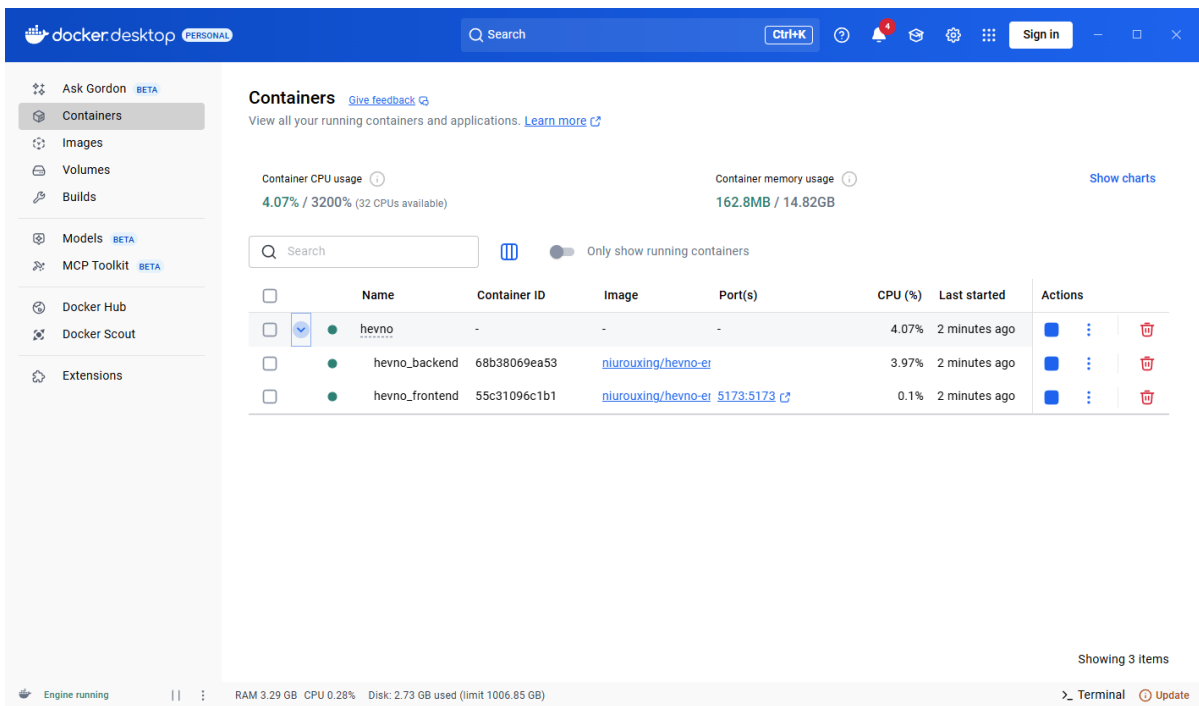 docker.desktop PERSONAL
Search
Ctrl+K
4
Sign in
Ask Gordon BETA
Containers
Images
Volumes
Builds
Models BETA
MCP Toolkit BETA
Docker Hub
Docker Scout
Extensions
Containers Give feedback
View all your running containers and applications. Learn more
Container CPU usage
4.07% / 3200% (32 CPUs available)
Container memory usage
162.8MB / 14.82GB
Show charts
Search
Only show running containers
Name Container ID Image Port(s) CPU (%) Last started Actions
hevno - - - 4.07% 2 minutes ago
hevno_backend 68b38069ea53 niurouxing/hevno-er 3.97% 2 minutes ago
hevno_frontend 55c31096c1b1 niurouxing/hevno-er 5173:5173 0.1% 2 minutes ago
Showing 3 items
Engine running
RAM 3.29 GB CPU 0.28% Disk: 2.73 GB used (limit 1006.85 GB)
>_ Terminal
Update